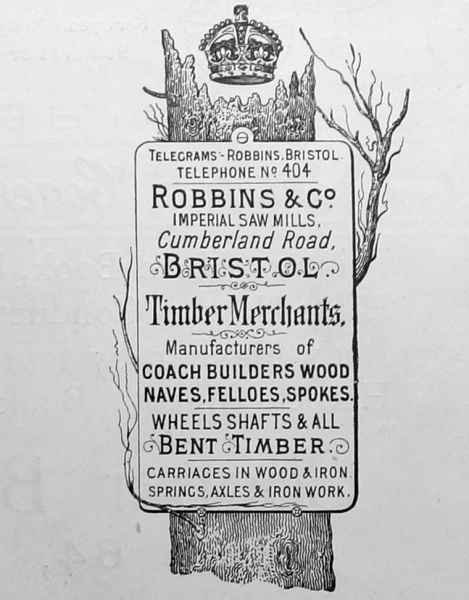 TELEGRAMS:- ROBBINS. BRISTOL.
TELEPHONE Nº 404
ROBBINS & Cº
IMPERIAL SAW MILLS,
Cumberland Road,
BRISTOL.
Timber Merchants,
Manufacturers of
COACH BUILDERS WOOD
NAVES, FELLOES, SPOKES.
WHEELS SHAFTS & ALL
BENT TIMBER.
CARRIAGES IN WOOD & IRON
SPRINGS, AXLES & IRON WORK.